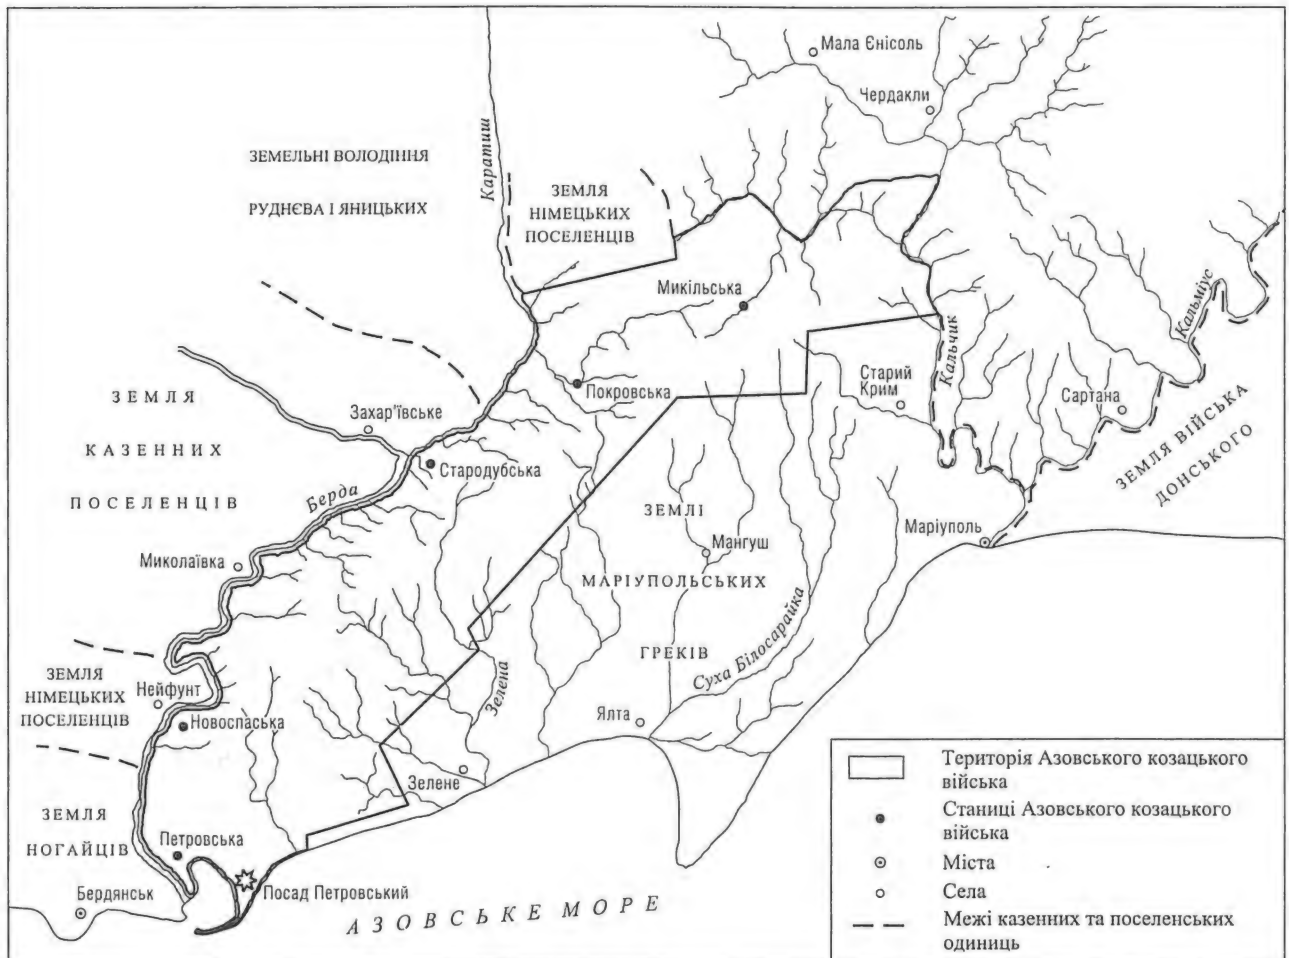 Мала Єнісоль
Чердакли
Каратиш
ЗЕМЕЛЬНІ ВОЛОДІННЯ
РУДНЄВА І ЯНИЦЬКИХ
ЗЕМЛЯ
НІМЕЦЬКИХ
ПОСЕЛЕНЦІВ
Микільська
Кальміус
Кальчик
Покровська
Старий
Крим
Сартана
ЗЕМЛЯ ВІЙСЬКА
ДОНСЬКОГО
ЗЕМЛЯ
КАЗЕННИХ
ПОСЕЛЕНЦІВ
Захар'ївське
Стародубська
Берда
ЗЕМЛІ
МАРІУПОЛЬСЬКИХ
ГРЕКІВ
Мангуш
Маріуполь
Миколаївка
Суха Білосарайка
Зелена
ЗЕМЛЯ
НІМЕЦЬКИХ
ПОСЕЛЕНЦІВ
Нейфунт
Новоспаська
Ялта
Зелене
ЗЕМЛЯ
НОГАЙЦІВ
Петровська
Бердянськ
Посад Петровський
АЗОВСЬКЕ МОРЕ
Територія Азовського козацького
війська
Станиці Азовського козацького
війська
Міста
Села
Межі казенних та поселенських
одиниць